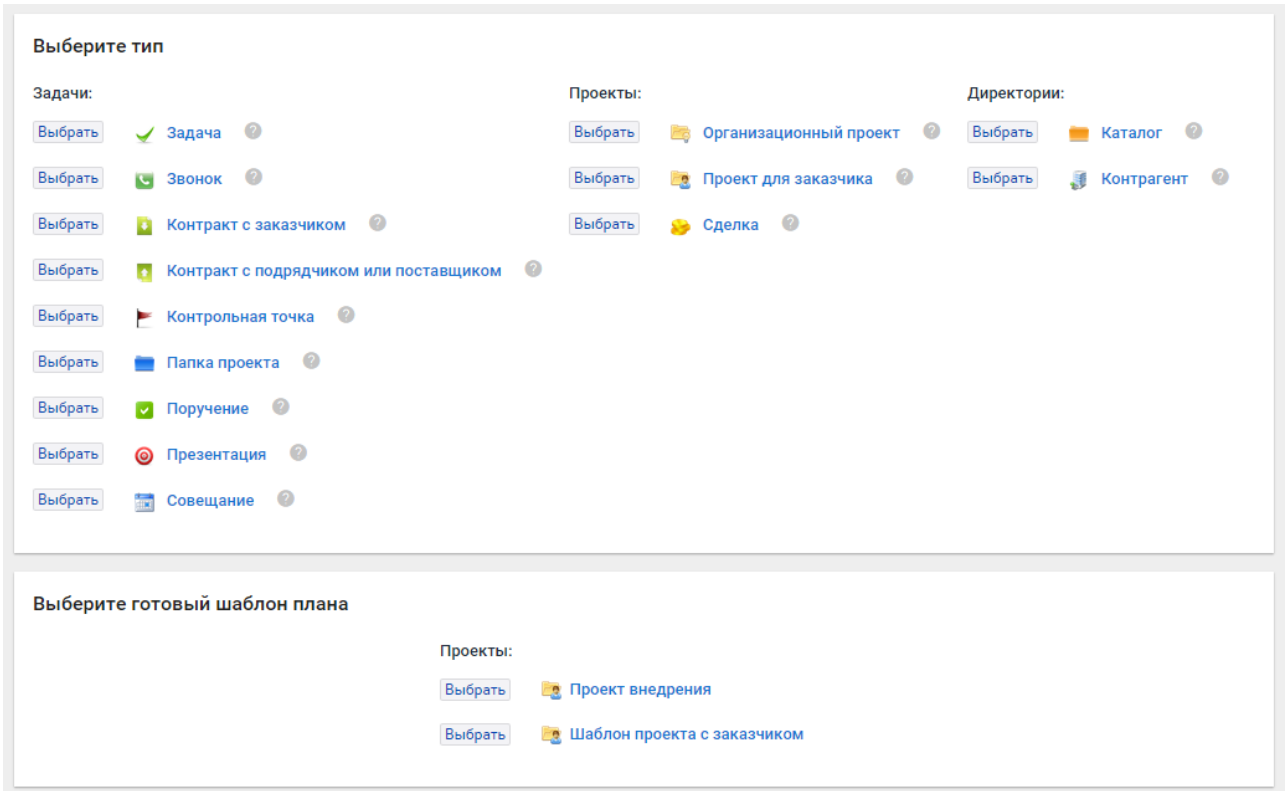 Выберите тип
Задачи:
Выбрать Задача ?
Выбрать Звонок ?
Выбрать Контракт с заказчиком ?
Выбрать Контракт с подрядчиком или поставщиком ?
Выбрать Контрольная точка ?
Выбрать Папка проекта ?
Выбрать Поручение ?
Выбрать Презентация ?
Выбрать Совещание ?
Проекты:
Выбрать Организационный проект ?
Выбрать Проект для заказчика ?
Выбрать Сделка ?
Директории:
Выбрать Каталог ?
Выбрать Контрагент ?
Выберите готовый шаблон плана
Проекты:
Выбрать Проект внедрения
Выбрать Шаблон проекта с заказчиком